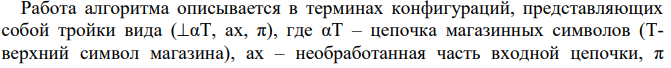 Работа алгоритма описывается в терминах конфигураций, представляющих
собой тройки вида (⊥αT, ax, π), где αT – цепочка магазинных символов (T-
верхний символ магазина), ax – необработанная часть входной цепочки, π